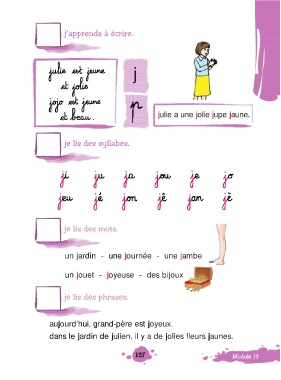 j'apprends à écrire.
julie est jeune
et jolie
jojo est jeune
et beau.
j
p
julie a une jolie jupe jaune.
je lis des syllabes.
ji ju ja jou je jo
jeu jé jon jê jan jè
je lis des mots.
un jardin - une journée - une jambe
un jouet - joyeuse - des bijoux
je lis des phrases.
aujourd'hui, grand-père est joyeux.
dans le jardin de julien, il y a de jolies fleurs jaunes.
127
Module 13